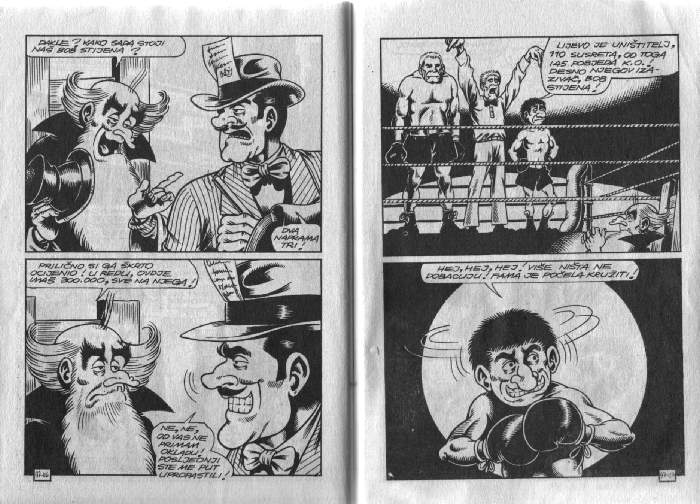 DAKLE? KAKO SADA STOJI
NAŠ BOB STIJENA?
DVA
NAPRAMA
TRI!
PRILIČNO SI GA ŠKRTO
OCIJENIO! U REDU, OVDJE
IMAŠ 300.000, SVE NA NJEGA!
NE, NE,
OD VAS NE
PRIMAM
OKLADU!
POSLJEDNJI
STE ME PUT
UPROPASTILI!
LIJEVO JE UNIŠTITELJ,
110 SUSRETA, OD TOGA
145 POBJEDA K.O.!
DESNO NJEGOV IZA-
ZIVAČ, BOB
STIJENA!
HEJ, HEJ, HEJ! VIŠE NIŠTA NE
DOBACUJU! FAMA JE POČELA KRUŽITI!